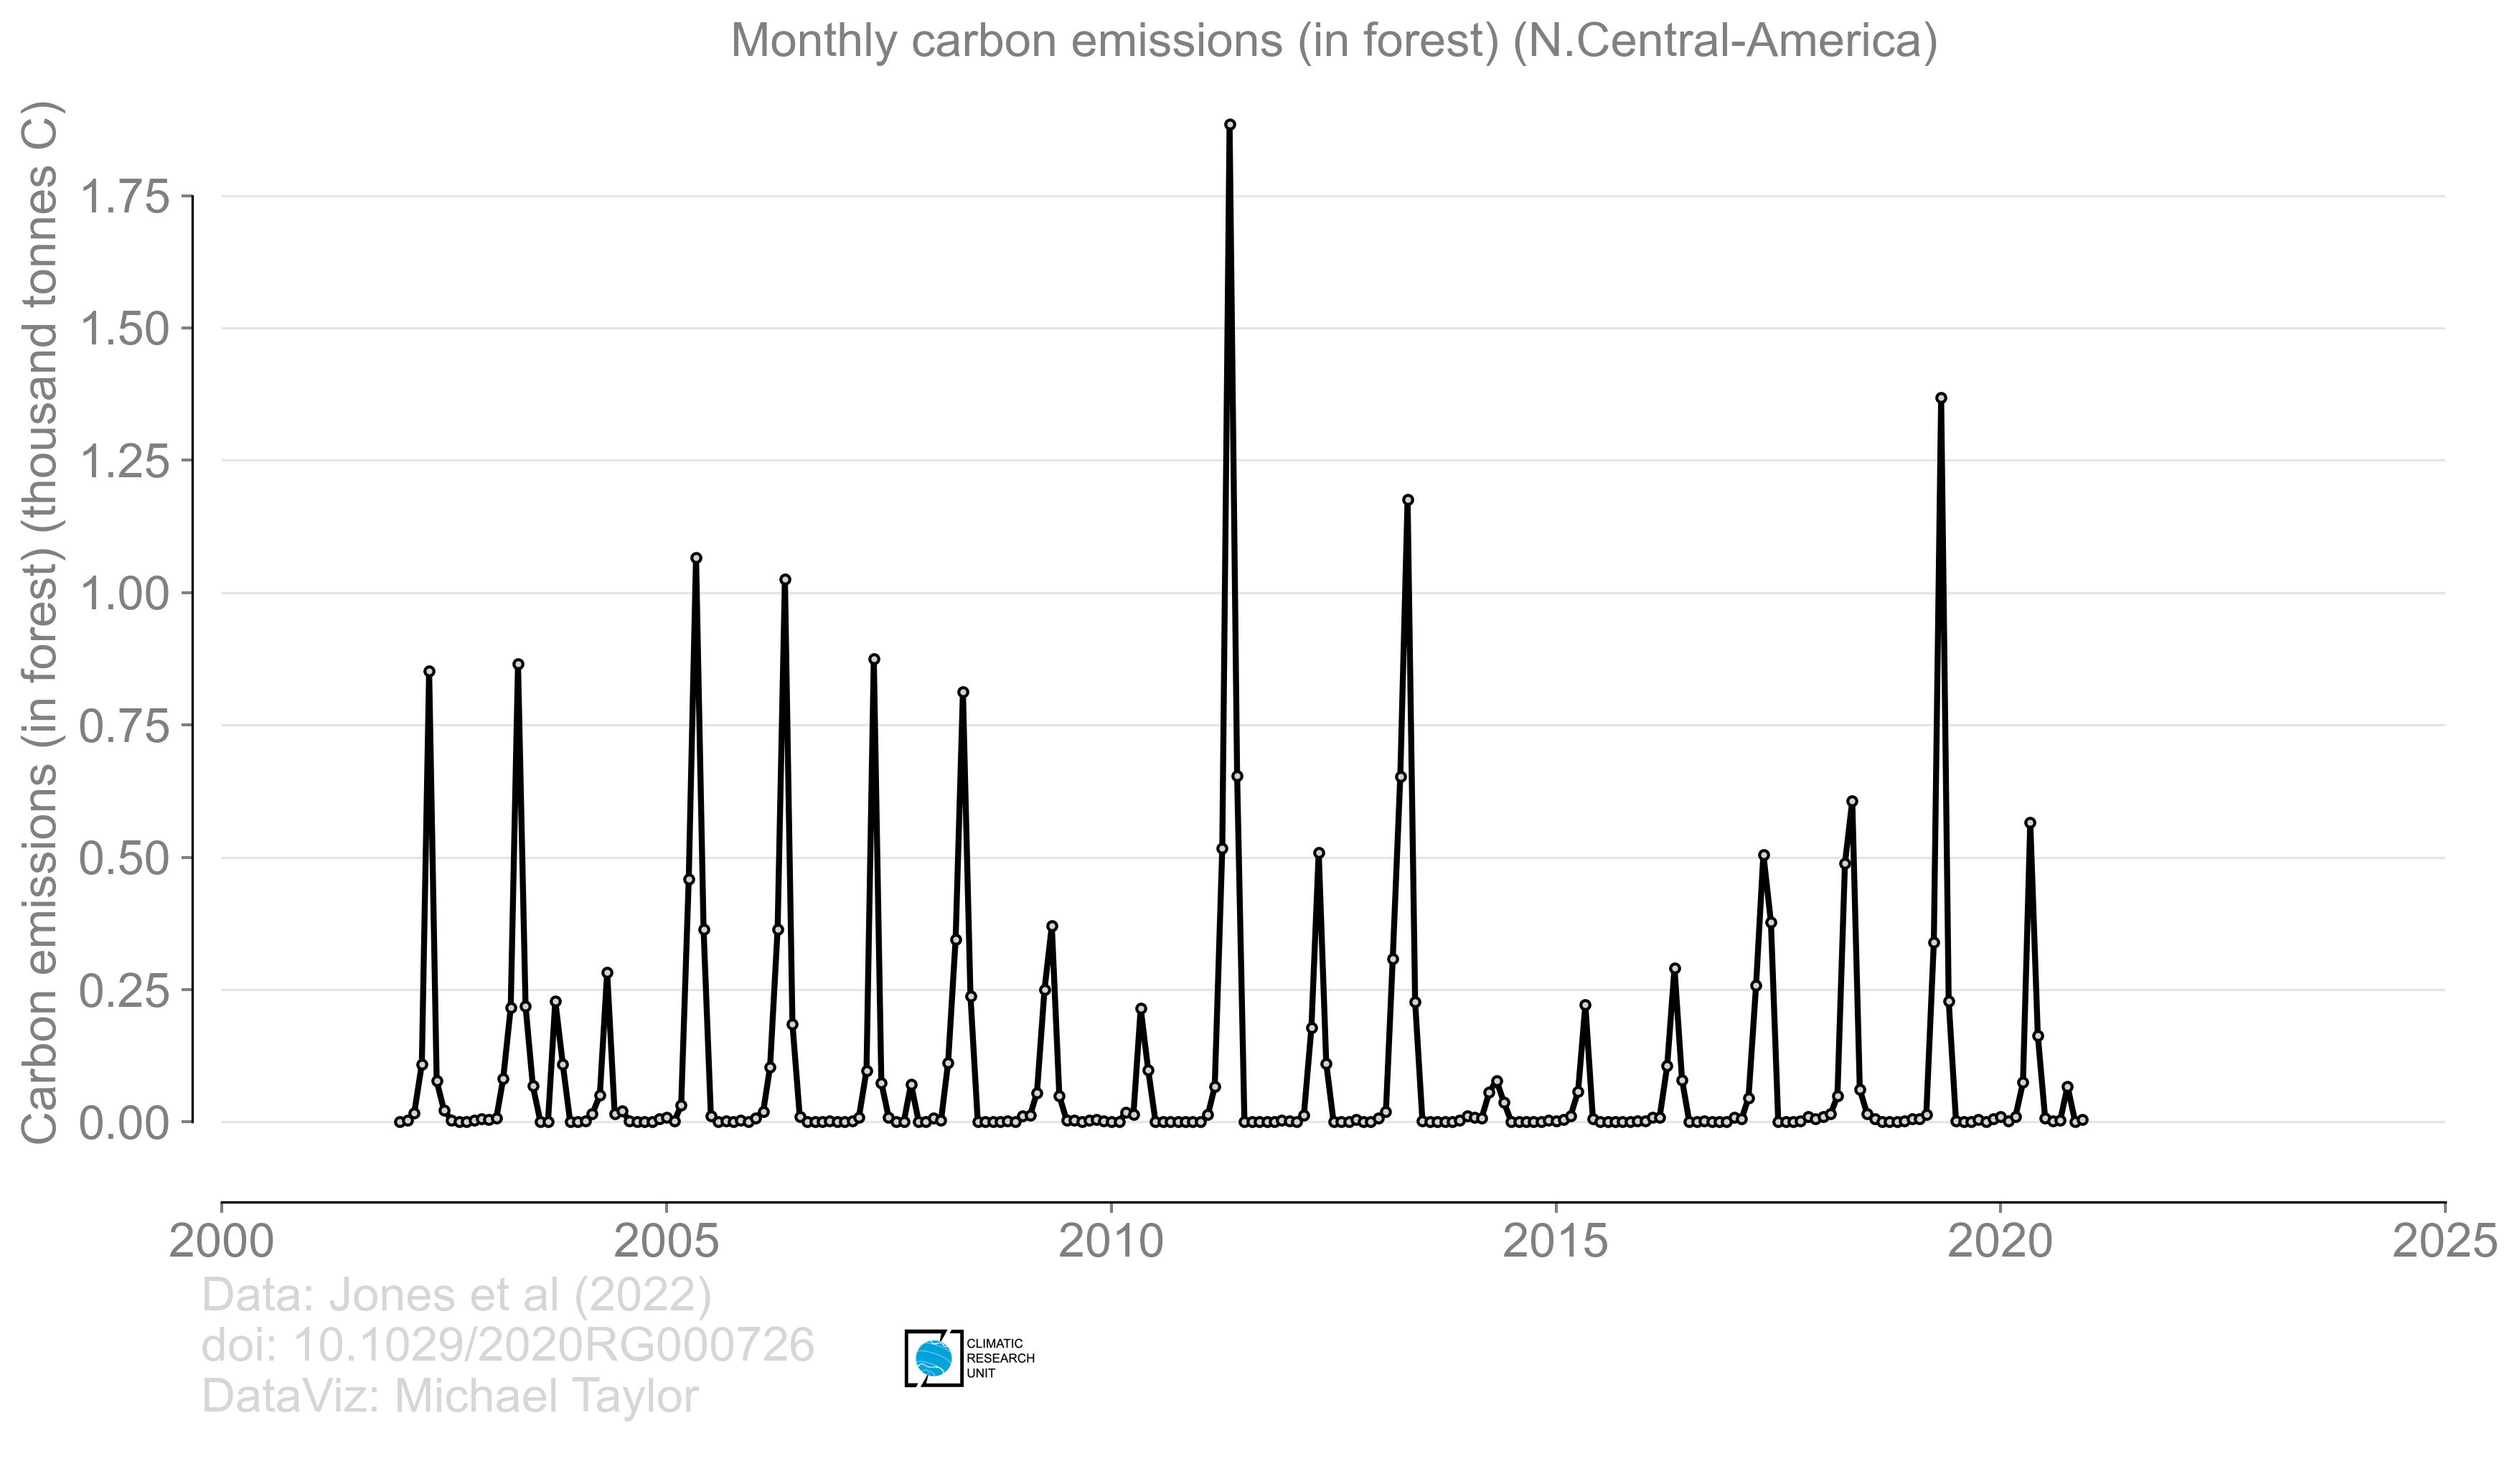 Monthly carbon emissions (in forest) (N.Central-America)
Carbon emissions (in forest) (thousand tonnes C)
1.75
1.50
1.25
1.00
0.75
0.50
0.25
0.00
2000 2005 2010 2015 2020 2025
Data: Jones et al (2022)
doi: 10.1029/2020RG000726
DataViz: Michael Taylor
CLIMATIC
RESEARCH
UNIT